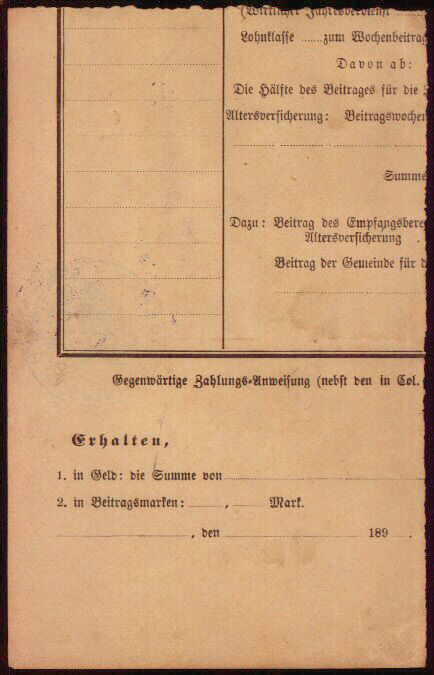 (Wirklicher Jahresverdienst
Lohnklasse ...... zum Wochenbeitrag
Davon ab:
Die Hälfte des Beitrages für die
Altersversicherung: Beitragswochen
Summe
Dazu: Beitrag des Empfangsbere
Altersversicherung .
Beitrag der Gemeinde für d
Gegenwärtige Zahlungs-Anweisung (nebst den in Col.
Erhalten,
1. in Geld: die Summe von
2. in Beitragsmarken: ...... , ...... Mark.
, den 189 .